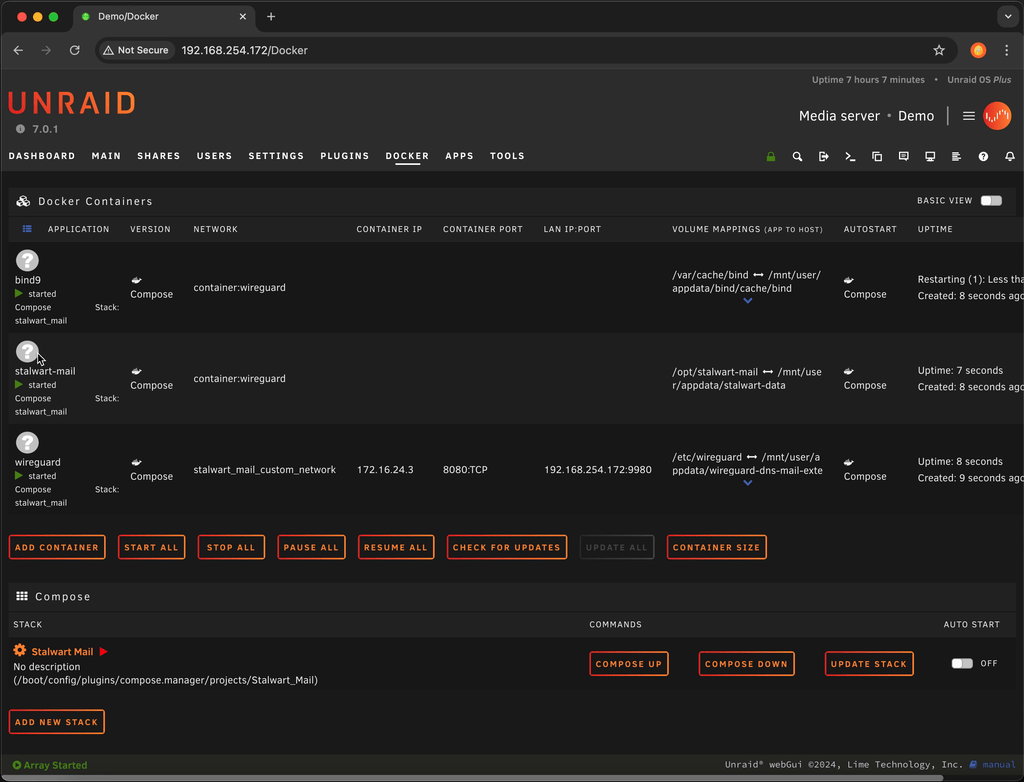 Demo/Docker
Not Secure
192.168.254.172/Docker
Uptime 7 hours 7 minutes • Unraid OS Plus
UNRAID
7.0.1
Media server • Demo
DASHBOARD MAIN SHARES USERS SETTINGS PLUGINS DOCKER APPS TOOLS
Docker Containers
BASIC VIEW
APPLICATION VERSION NETWORK CONTAINER IP CONTAINER PORT LAN IP:PORT VOLUME MAPPINGS (APP TO HOST) AUTOSTART UPTIME
bind9
started
Compose Stack:
stalwart_mail
Compose
container:wireguard
/var/cache/bind ↔ /mnt/user/
appdata/bind/cache/bind
Compose
Restarting (1): Less tha
Created: 8 seconds ago
stalwart-mail
started
Compose Stack:
stalwart_mail
Compose
container:wireguard
/opt/stalwart-mail ↔ /mnt/use
r/appdata/stalwart-data
Compose
Uptime: 7 seconds
Created: 8 seconds ago
wireguard
started
Compose Stack:
stalwart_mail
Compose
stalwart_mail_custom_network
172.16.24.3
8080:TCP
192.168.254.172:9980
/etc/wireguard ↔ /mnt/user/a
ppdata/wireguard-dns-mail-exte
Compose
Uptime: 8 seconds
Created: 9 seconds ago
ADD CONTAINER START ALL STOP ALL PAUSE ALL RESUME ALL CHECK FOR UPDATES UPDATE ALL CONTAINER SIZE
Compose
STACK COMMANDS AUTO START
Stalwart Mail
No description
(/boot/config/plugins/compose.manager/projects/Stalwart_Mail)
COMPOSE UP COMPOSE DOWN UPDATE STACK OFF
ADD NEW STACK
Array Started
Unraid® webGui ©2024, Lime Technology, Inc. manual